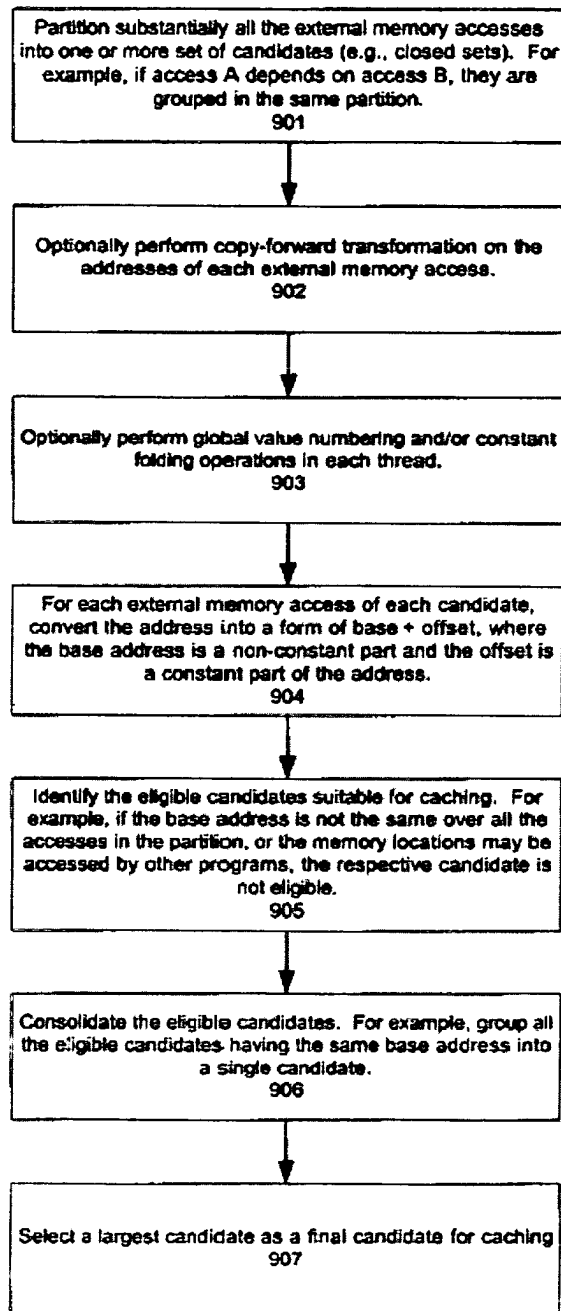 Partition substantially all the external memory accesses
into one or more set of candidates (e.g., closed sets). For
example, if access A depends on access B, they are
grouped in the same partition.
901
Optionally perform copy-forward transformation on the
addresses of each external memory access.
902
Optionally perform global value numbering and/or constant
folding operations in each thread.
903
For each external memory access of each candidate,
convert the address into a form of base + offset, where
the base address is a non-constant part and the offset is
a constant part of the address.
904
Identify the eligible candidates suitable for caching. For
example, if the base address is not the same over all the
accesses in the partition, or the memory locations may be
accessed by other programs, the respective candidate is
not eligible.
905
Consolidate the eligible candidates. For example, group all
the eligible candidates having the same base address into
a single candidate.
906
Select a largest candidate as a final candidate for caching
907